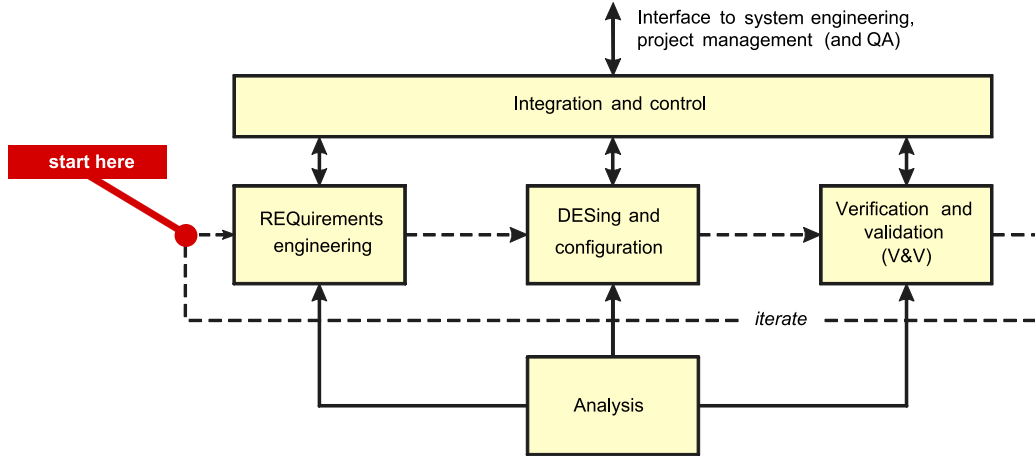 Interface to system engineering,
project management (and QA)
Integration and control
start here
REQuirements
engineering
DESing and
configuration
Verification and
validation
(V&V)
iterate
Analysis